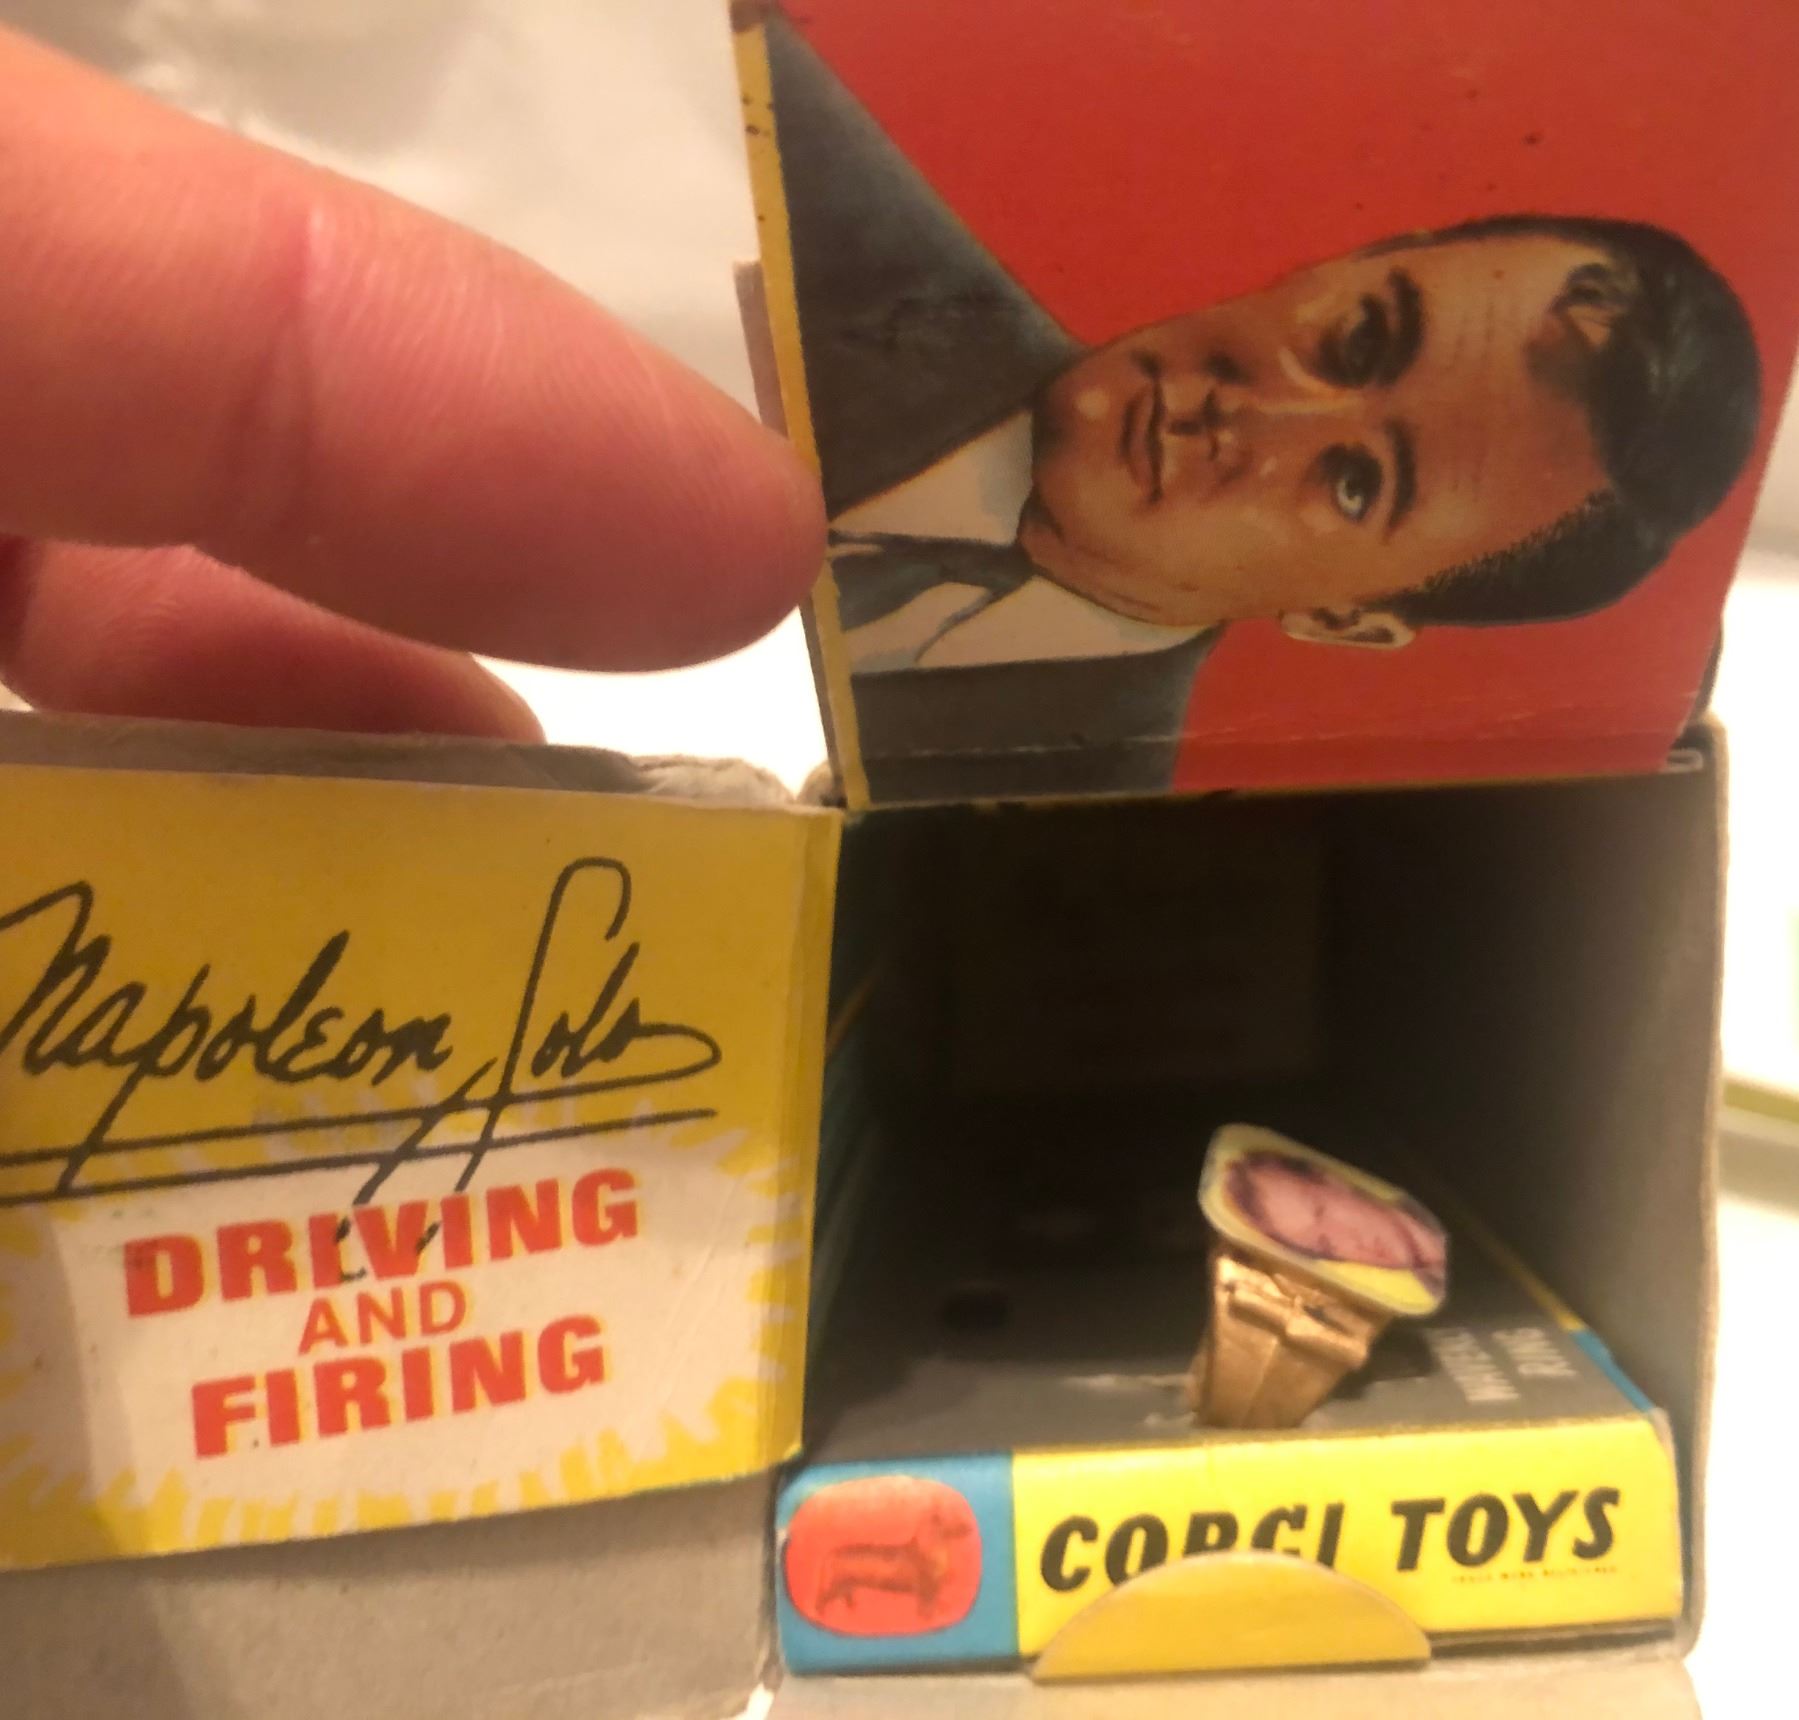 Napoleon Solo
DRIVING
AND
FIRING
CORGI TOYS